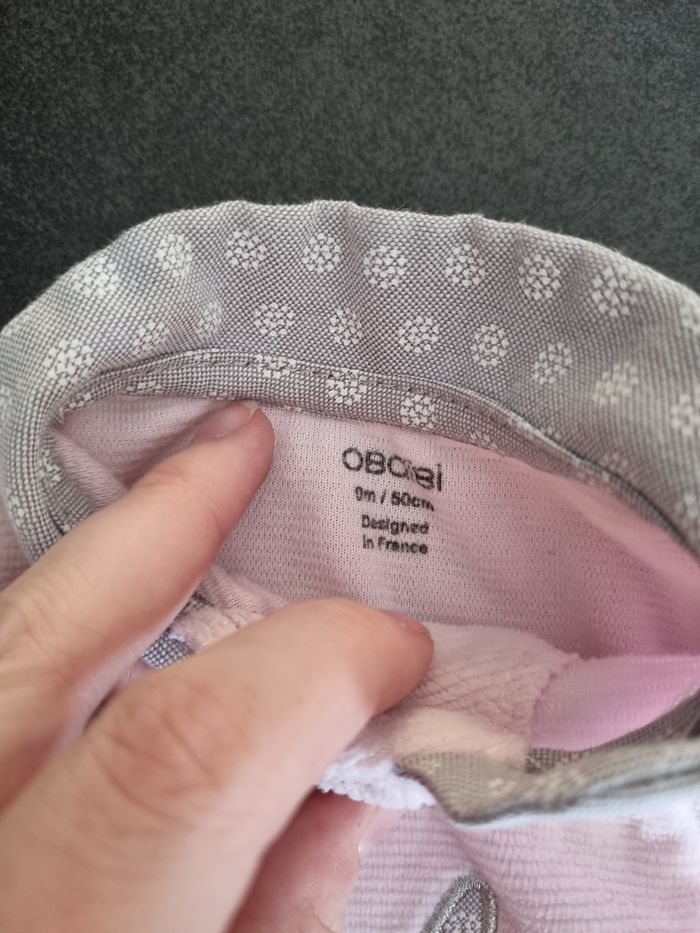 OBAIBI
0m / 50cm
Designed
in France